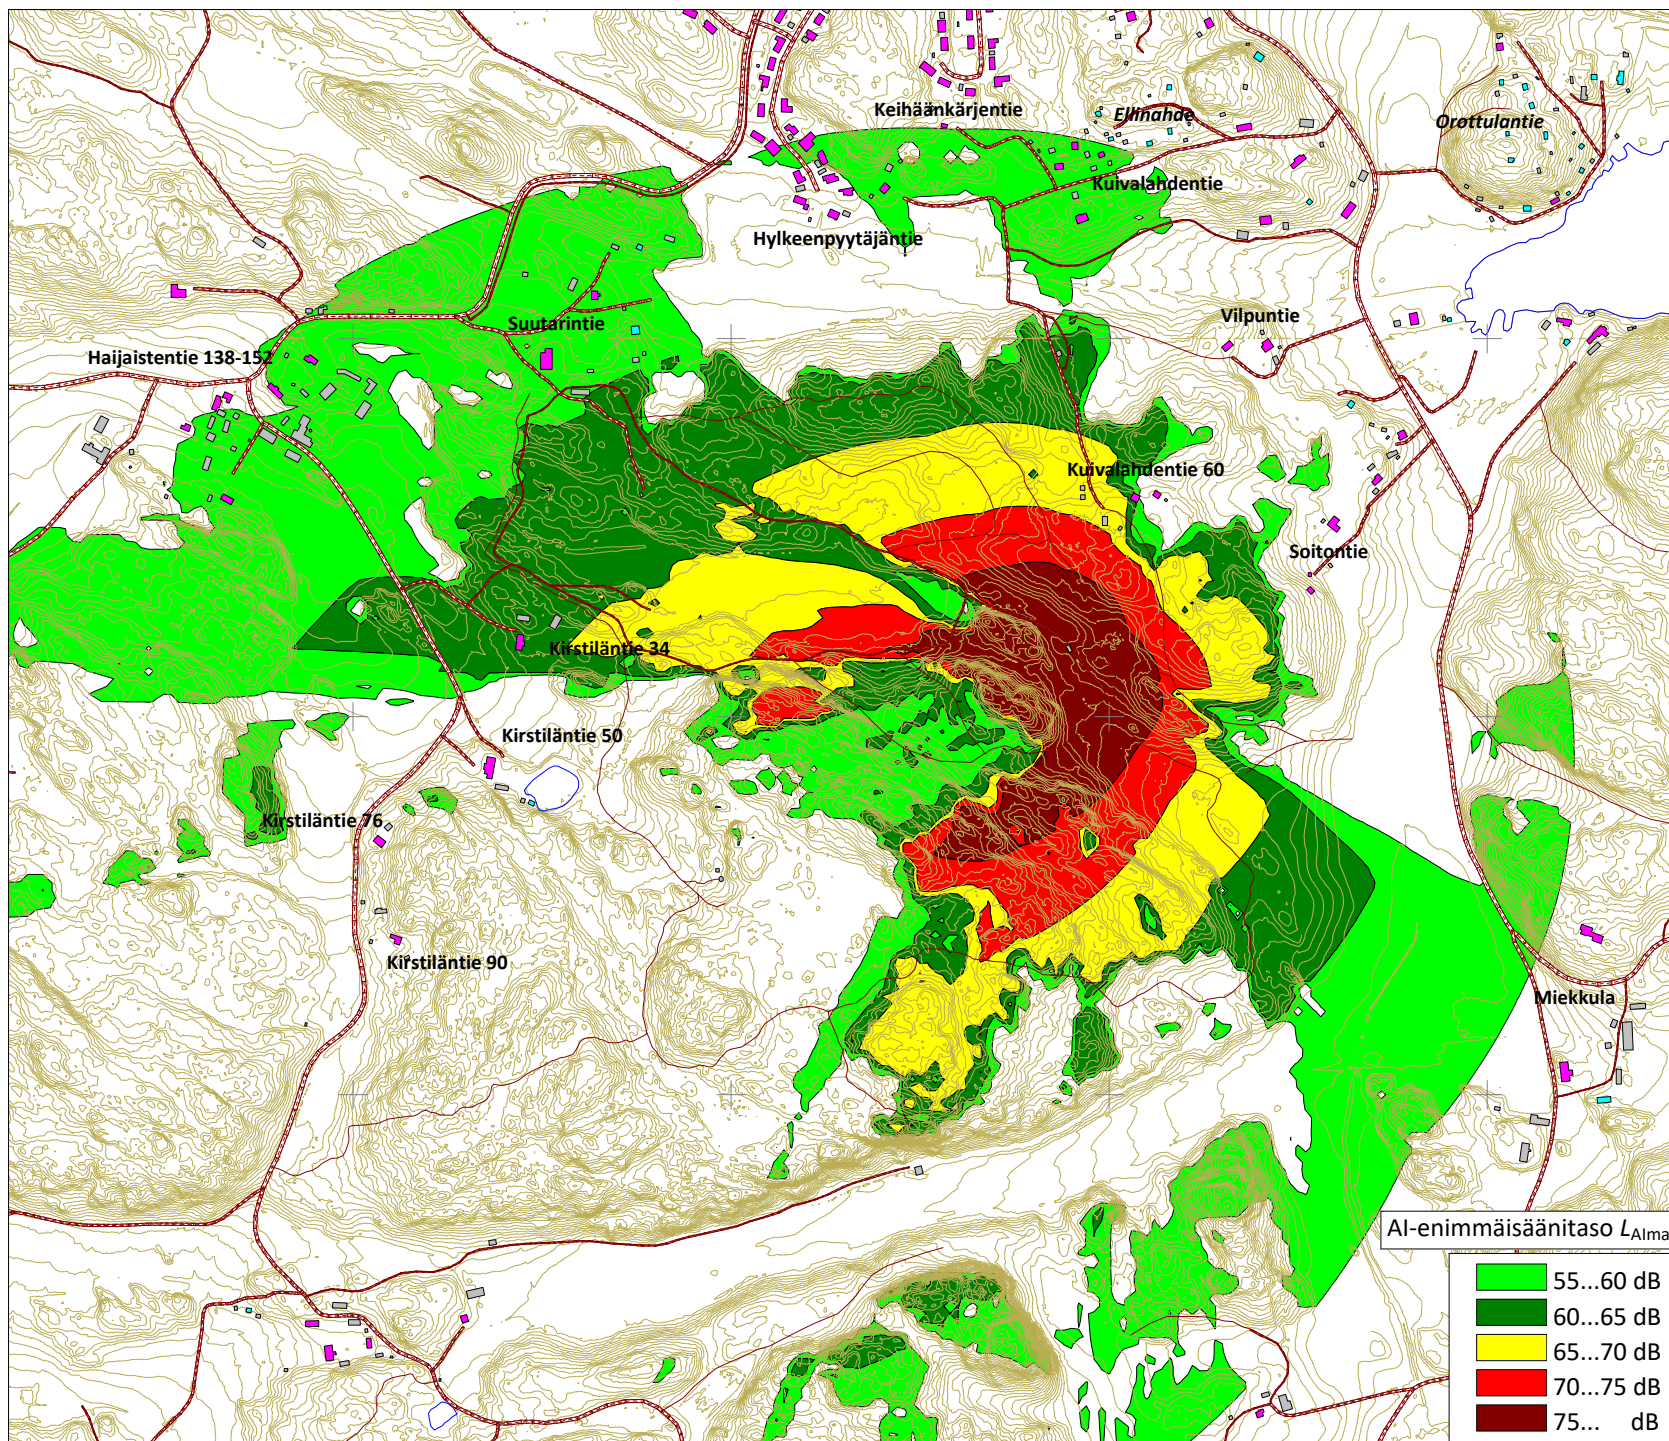 Keihäänkärjentie
Ellinahde
Orottulantie
Kuivalahdentie
Hylkeenpyytäjäntie
Suutarintie
Vilpuntie
Haijaistentie 138-152
Kuivalahdentie 60
Soitontie
Kirstiläntie 34
Kirstiläntie 50
Kirstiläntie 76
Kirstiläntie 90
Miekkula
AI-enimmäisäänitaso LAIma
55...60 dB
60...65 dB
65...70 dB
70...75 dB
75... dB